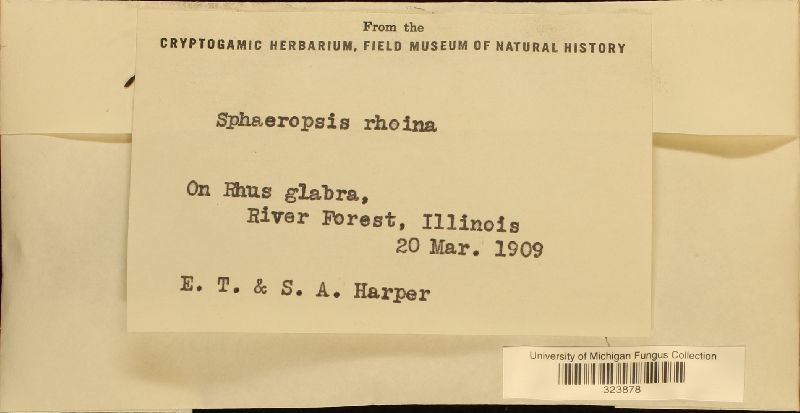 From the
CRYPTOGAMIC HERBARIUM, FIELD MUSEUM OF NATURAL HISTORY
Sphaeropsis rhoina
On Rhus glabra,
River Forest, Illinois
20 Mar. 1909
E. T. & S. A. Harper
University of Michigan Fungus Collection
323878